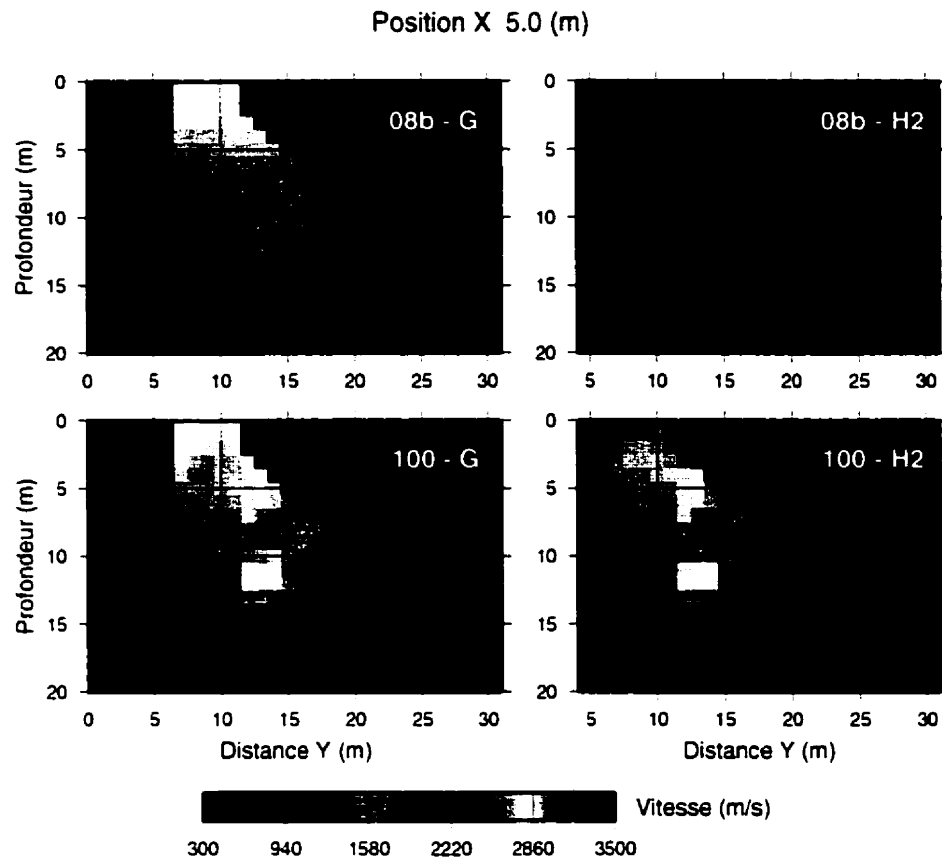 Position X 5.0 (m)
0
5
10
15
20
Profondeur (m)
08b - G
0 5 10 15 20 25 30
0
5
10
15
20
08b - H2
5 10 15 20 25 30
0
5
10
15
20
Profondeur (m)
100 - G
0 5 10 15 20 25 30
Distance Y (m)
0
5
10
15
20
100 - H2
5 10 15 20 25 30
Distance Y (m)
Vitesse (m/s)
300 940 1580 2220 2860 3500